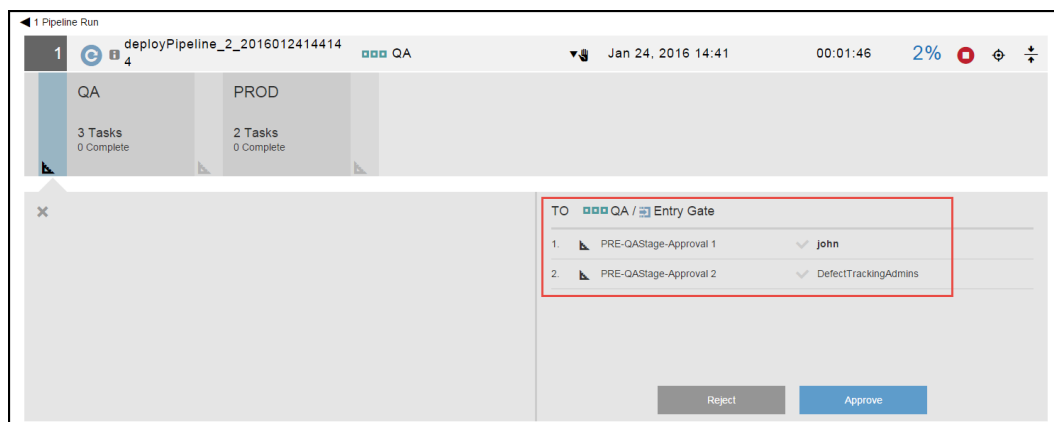 1 Pipeline Run
1 deployPipeline_2_2016012414414 QA Jan 24, 2016 14:41 00:01:46 2%
4
QA PROD
3 Tasks 2 Tasks
0 Complete 0 Complete
TO QA / Entry Gate
1. PRE-QAStage-Approval 1 john
2. PRE-QAStage-Approval 2 DefectTrackingAdmins
Reject Approve